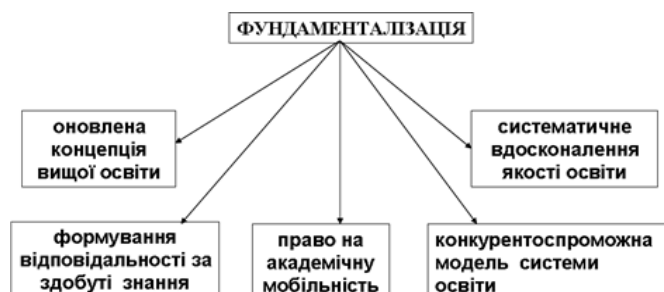 ФУНДАМЕНТАЛІЗАЦІЯ
оновлена
концепція
вищої освіти
систематичне
вдосконалення
якості освіти
формування
відповідальності за
здобуті знання
право на
академічну
мобільність
конкурентоспроможна
модель системи
освіти